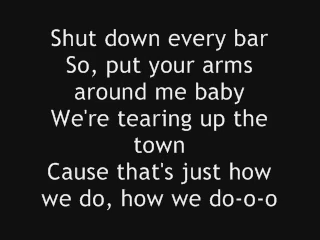 Shut down every bar
So, put your arms
around me baby
We're tearing up the
town
Cause that's just how
we do, how we do-o-o